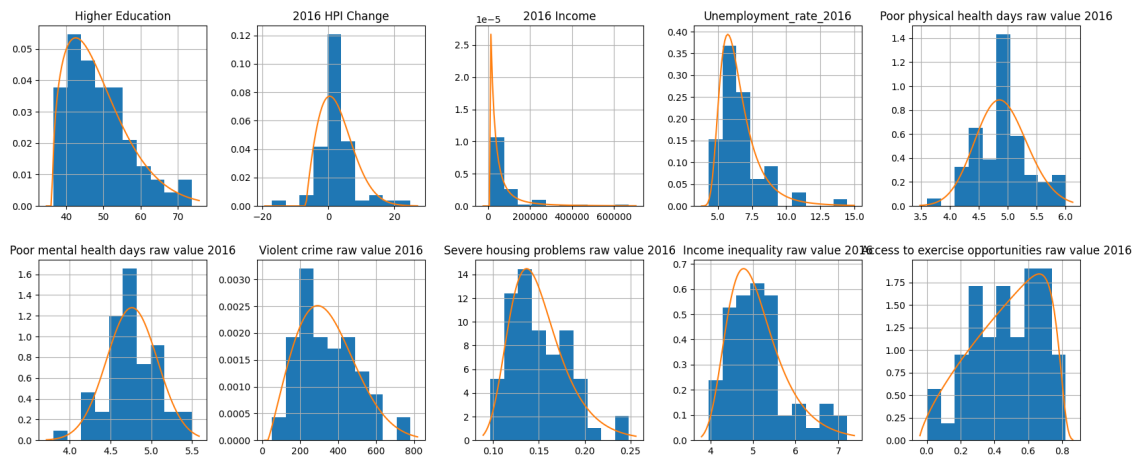 Higher Education 2016 HPI Change 2016 Income Unemployment_rate_2016 Poor physical health days raw value 2016
1e−5
0.05 0.04 0.03 0.02 0.01 0.00
40 50 60 70
0.12 0.10 0.08 0.06 0.04 0.02 0.00
−20 0 20
2.5 2.0 1.5 1.0 0.5 0.0
0 200000 400000 600000
0.40 0.35 0.30 0.25 0.20 0.15 0.10 0.05 0.00
5.0 7.5 10.0 12.5 15.0
1.50 1.25 1.00 0.75 0.50 0.25 0.00
3.5 4.0 4.5 5.0 5.5 6.0
Poor mental health days raw value 2016 Violent crime raw value 2016 Severe housing problems raw value 2016 Income inequality raw value 2016 Access to exercise opportunities raw value 2016
1.6 1.4 1.2 1.0 0.8 0.6 0.4 0.2 0.0
4.0 4.5 5.0 5.5
0.0030 0.0025 0.0020 0.0015 0.0010 0.0005 0.0000
0 200 400 600 800
14 12 10 8 6 4 2 0
0.10 0.15 0.20 0.25
0.7 0.6 0.5 0.4 0.3 0.2 0.1 0.0
4 5 6 7
1.75 1.50 1.25 1.00 0.75 0.50 0.25 0.00
0.0 0.2 0.4 0.6 0.8